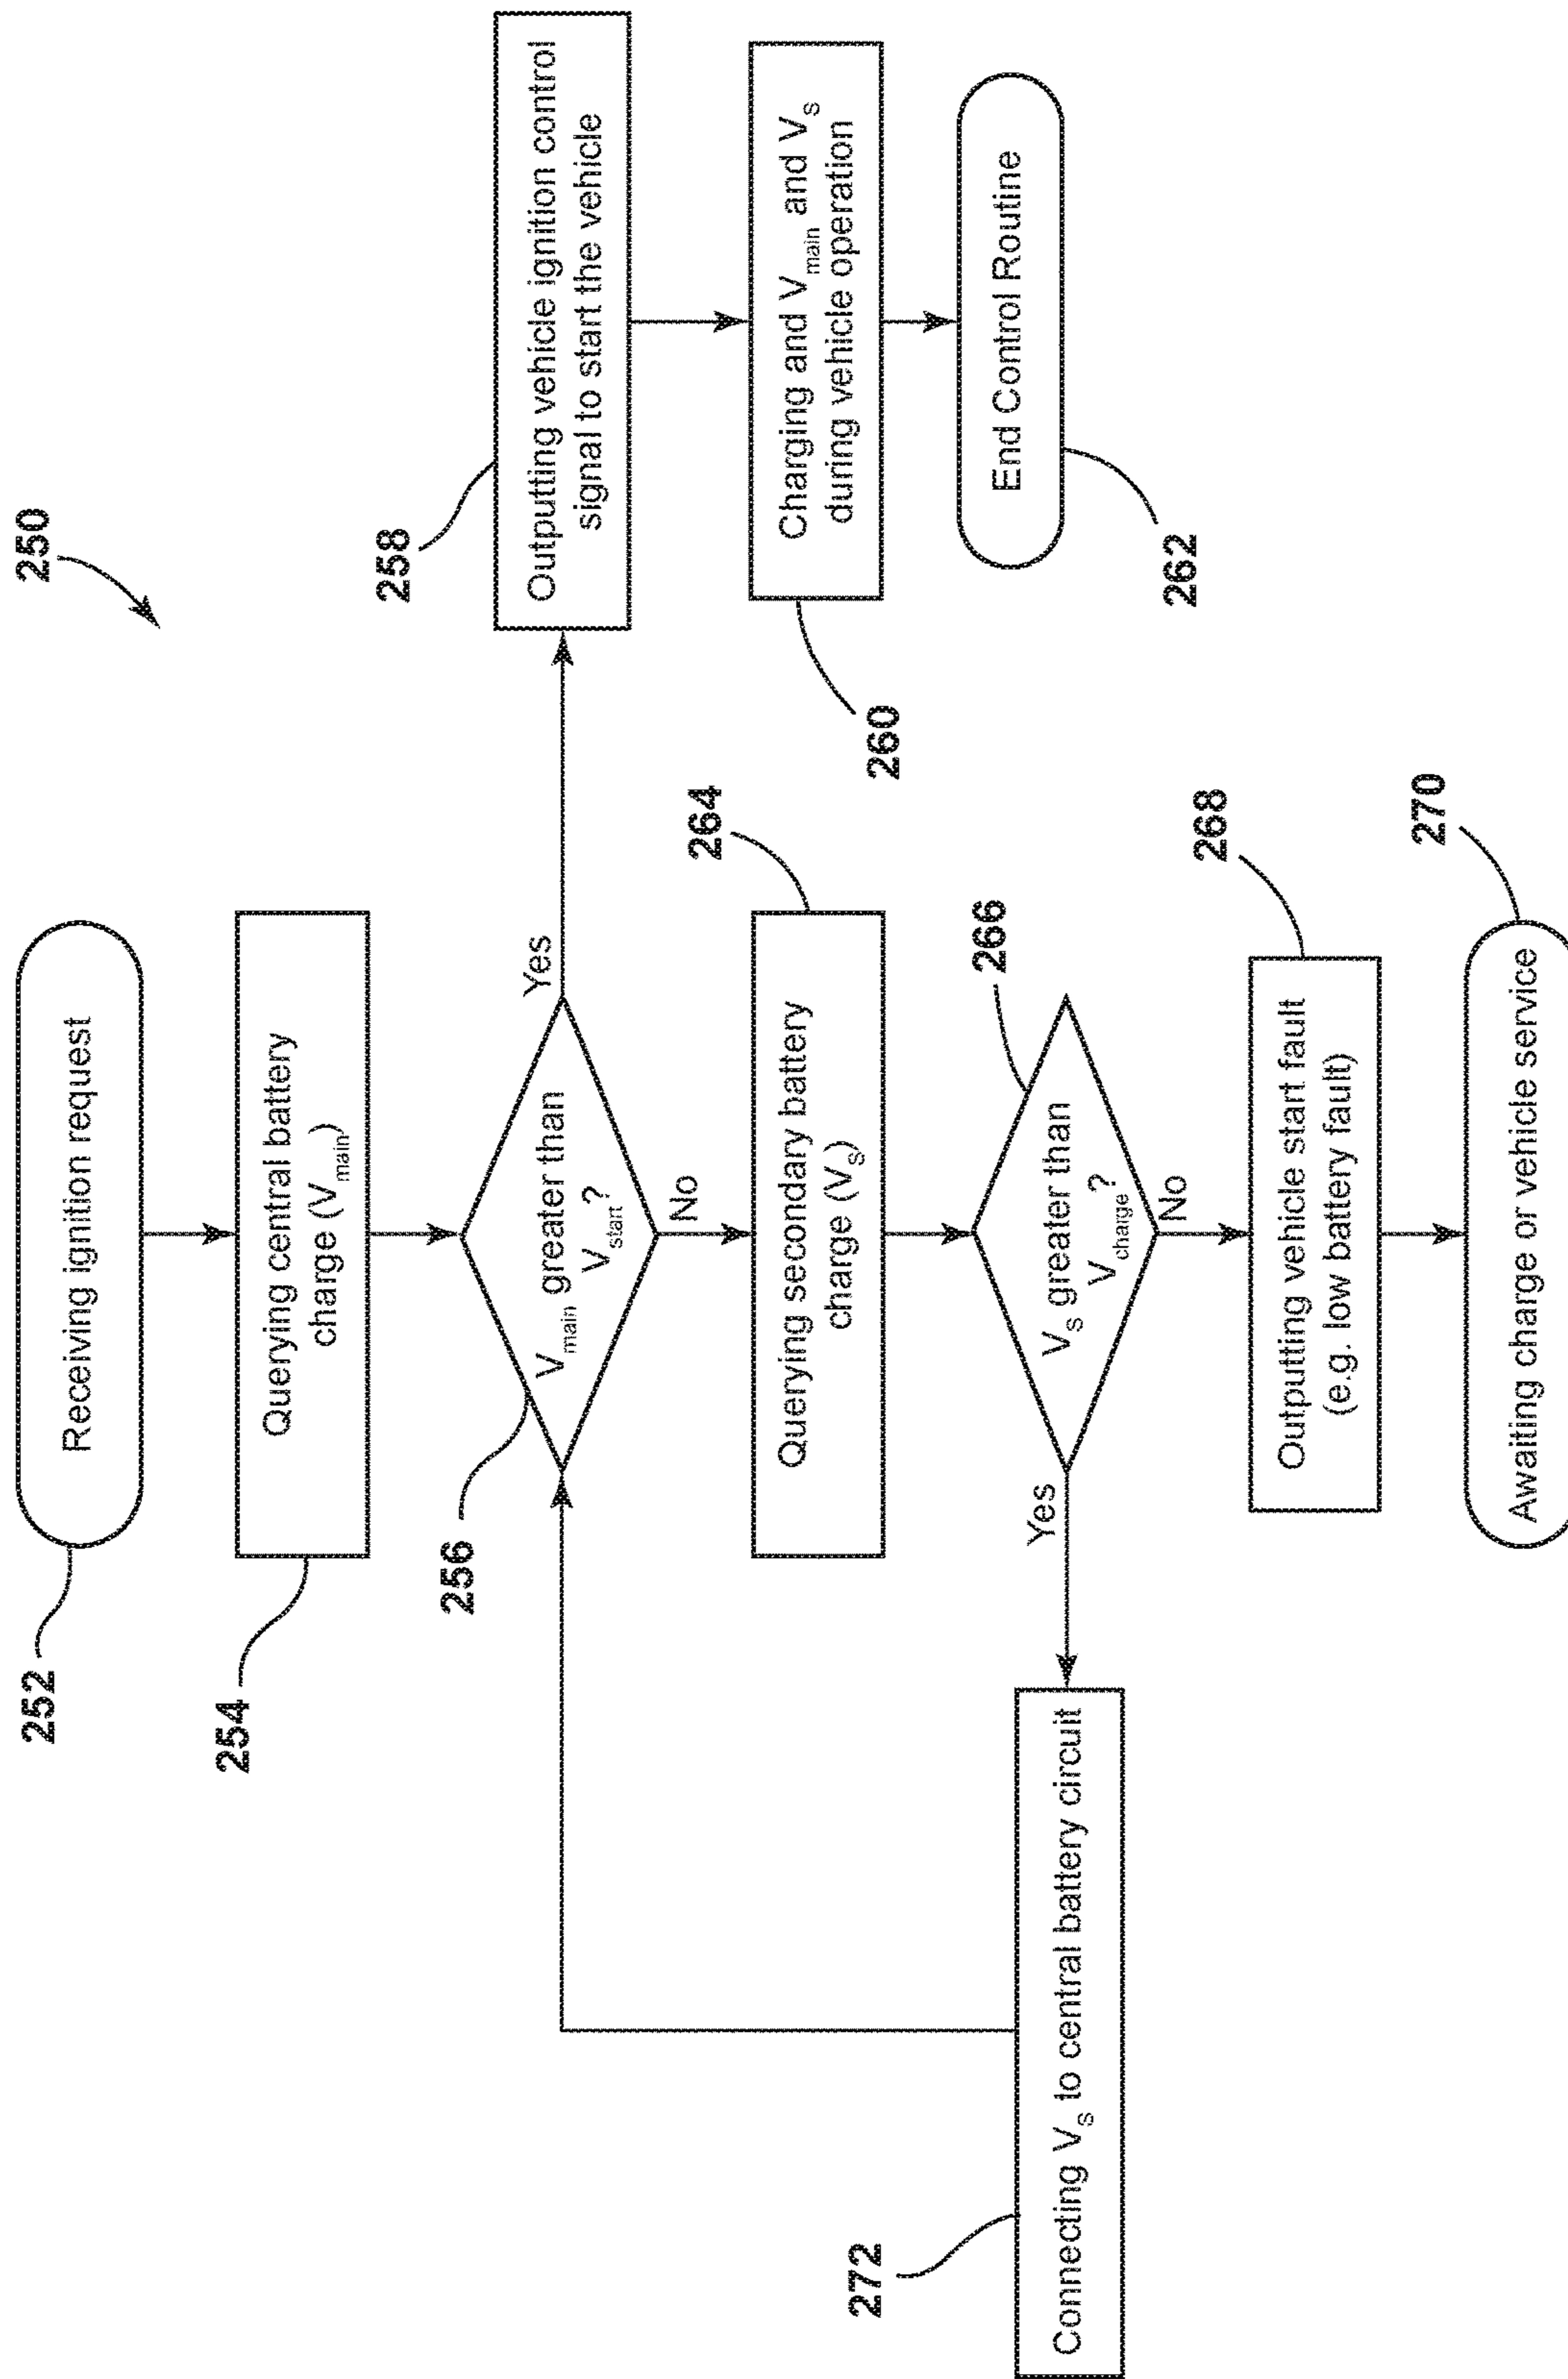 250
252
Receiving ignition request
254
Querying central battery
charge (Vmain)
256
Vmain greater than
Vstart?
Yes
No
258
Outputting vehicle ignition control
signal to start the vehicle
260
Charging and Vmain and VS
during vehicle operation
262
End Control Routine
264
Querying secondary battery
charge (VS)
266
VS greater than
Vcharge?
Yes
No
268
Outputting vehicle start fault
(e.g. low battery fault)
270
Awaiting charge or vehicle service
272
Connecting VS to central battery circuit